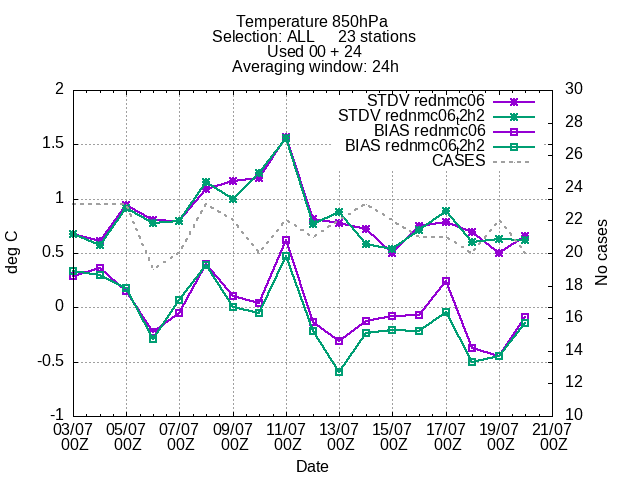 Temperature 850hPa
Selection: ALL 23 stations
Used 00 + 24
Averaging window: 24h
STDV rednmc06
STDV rednmc06,2h2
BIAS rednmc06
BIAS rednmc06,2h2
CASES
2
1.5
1
0.5
0
-0.5
-1
deg C
30
28
26
24
22
20
18
16
14
12
10
No cases
03/07 05/07 07/07 09/07 11/07 13/07 15/07 17/07 19/07 21/07
00Z 00Z 00Z 00Z 00Z 00Z 00Z 00Z 00Z 00Z
Date